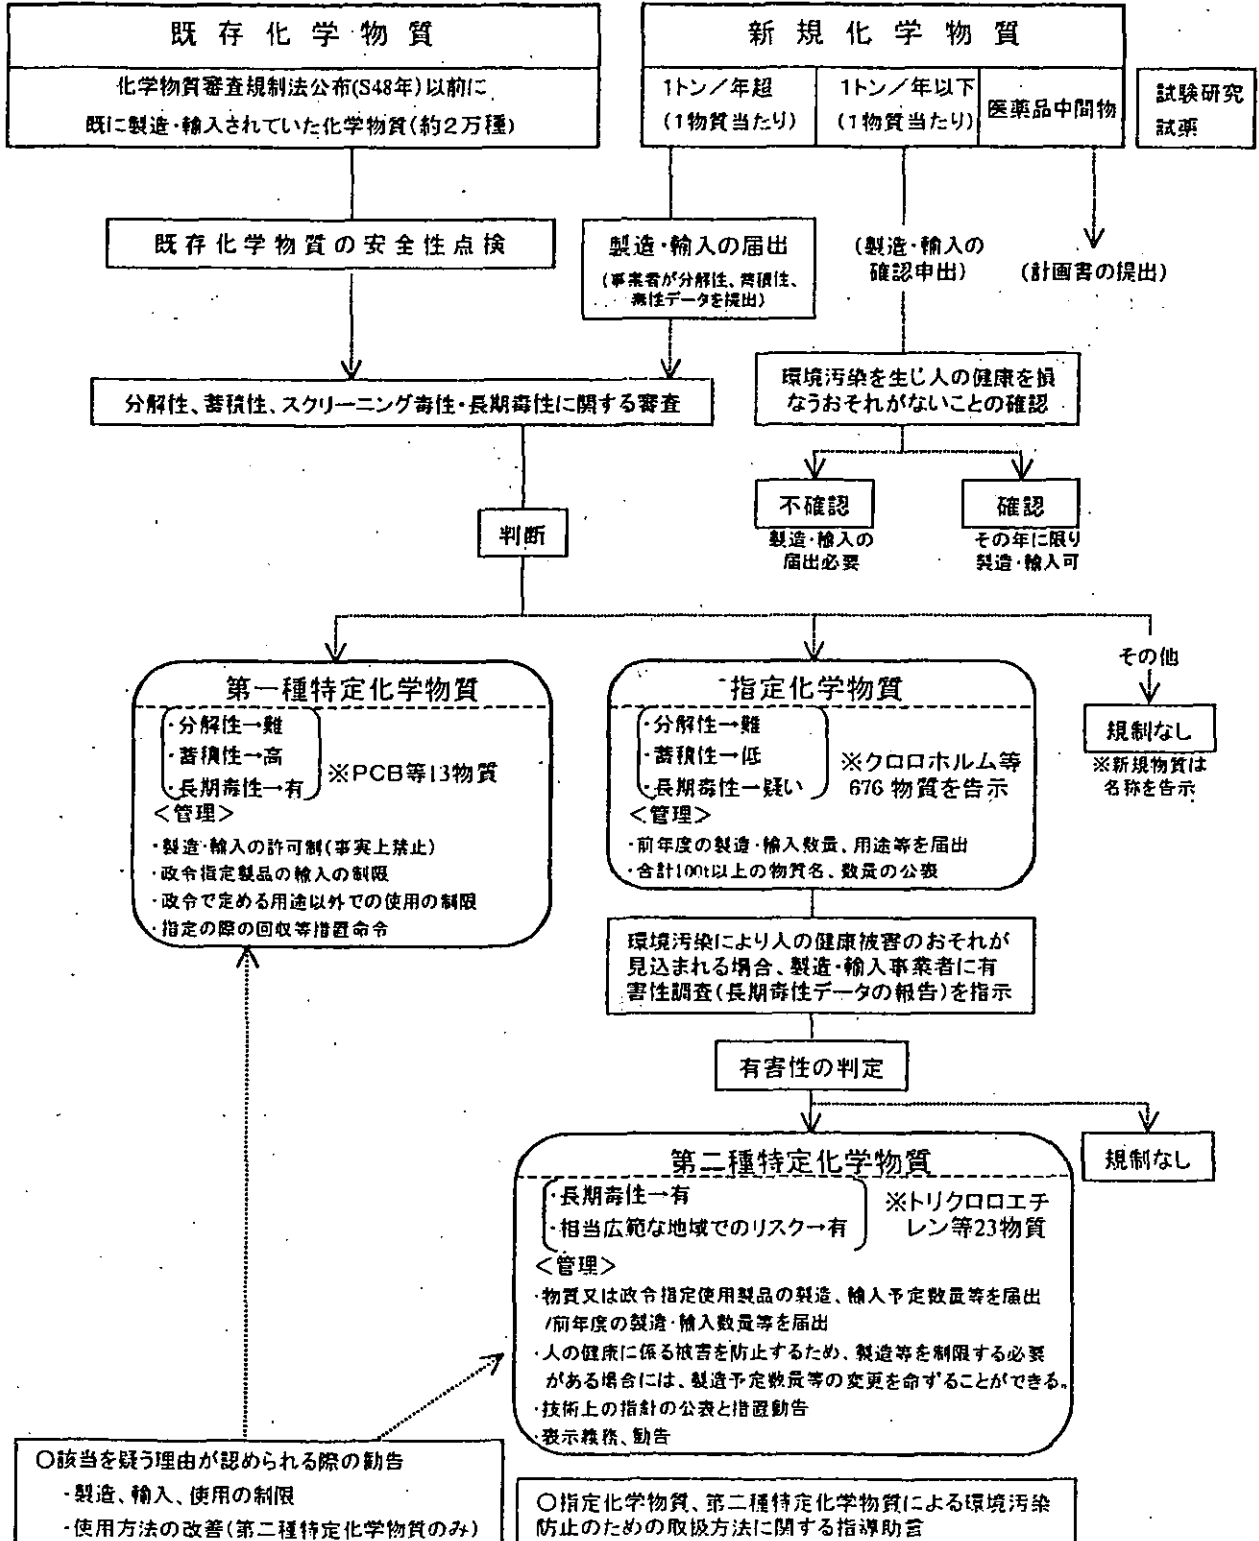 既存化学物質
化学物質審査規制法公布(S48年)以前に
既に製造・輸入されていた化学物質(約2万種)
新規化学物質
1トン／年超
(1物質当たり)
1トン／年以下
(1物質当たり)
医薬品中間物
試験研究
試薬
既存化学物質の安全性点検
製造・輸入の届出
(事業者が分解性、蓄積性、
毒性データを提出)
(製造・輸入の
確認申出)
(計画書の提出)
分解性、蓄積性、スクリーニング毒性・長期毒性に関する審査
環境汚染を生じ人の健康を損
なうおそれがないことの確認
不確認
製造・輸入の
届出必要
確認
その年に限り
製造・輸入可
判断
第一種特定化学物質
・分解性→難
・蓄積性→高
・長期毒性→有
※PCB等13物質
＜管理＞
・製造・輸入の許可制(事実上禁止)
・政令指定製品の輸入の制限
・政令で定める用途以外での使用の制限
・指定の際の回収等措置命令
指定化学物質
・分解性→難
・蓄積性→低
・長期毒性→疑い
※クロロホルム等
676物質を告示
＜管理＞
・前年度の製造・輸入数量、用途等を届出
・合計100t以上の物質名、数量の公表
その他
規制なし
※新規物質は
名称を告示
環境汚染により人の健康被害のおそれが
見込まれる場合、製造・輸入事業者に有
害性調査(長期毒性データの報告)を指示
有害性の判定
規制なし
第二種特定化学物質
・長期毒性→有
・相当広範な地域でのリスク→有
※トリクロロエチ
レン等23物質
＜管理＞
・物質又は政令指定使用製品の製造、輸入予定数量等を届出
/前年度の製造・輸入数量等を届出
・人の健康に係る被害を防止するため、製造等を制限する必要
がある場合には、製造予定数量等の変更を命ずることができる。
・技術上の指針の公表と措置勧告
・表示義務、勧告
○該当を疑う理由が認められる際の勧告
・製造、輸入、使用の制限
・使用方法の改善(第二種特定化学物質のみ)
○指定化学物質、第二種特定化学物質による環境汚染
防止のための取扱方法に関する指導助言